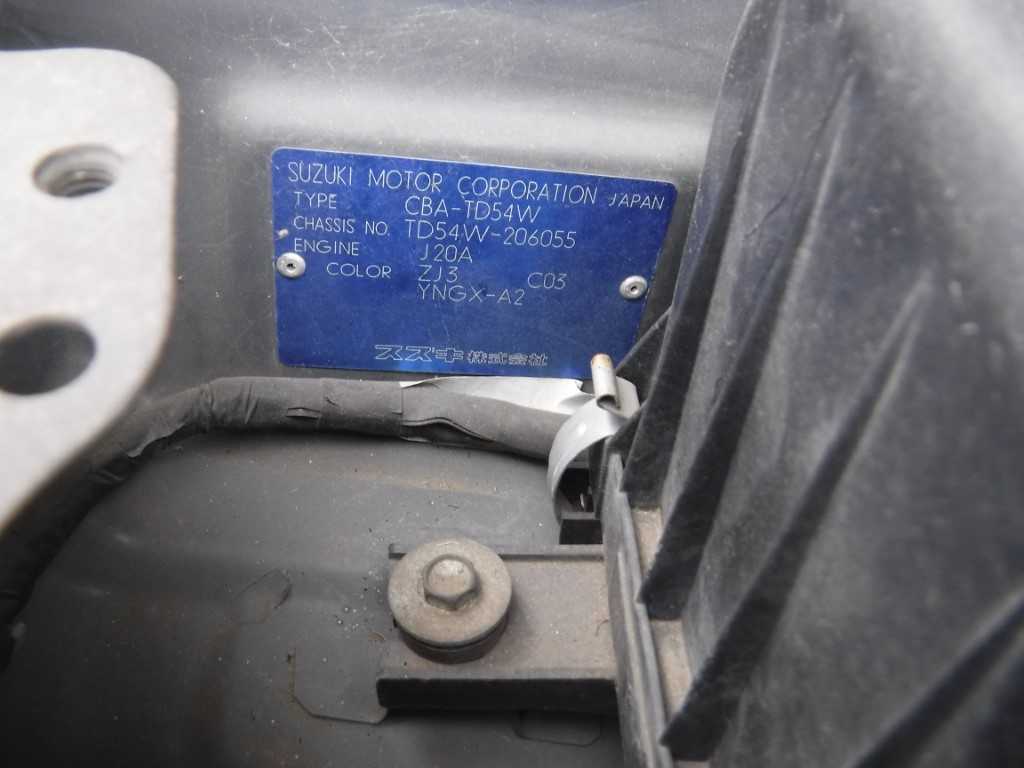 SUZUKI MOTOR CORPORATION JAPAN
TYPE CBA-TD54W
CHASSIS NO. TD54W-206055
ENGINE J20A
COLOR ZJ3 C03
YNGX-A2
スズキ株式会社